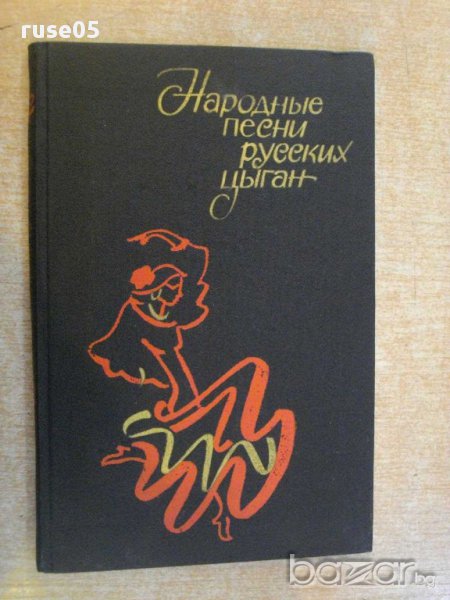 ruse05
Народные
песни
русских
цыган
bazar.bg